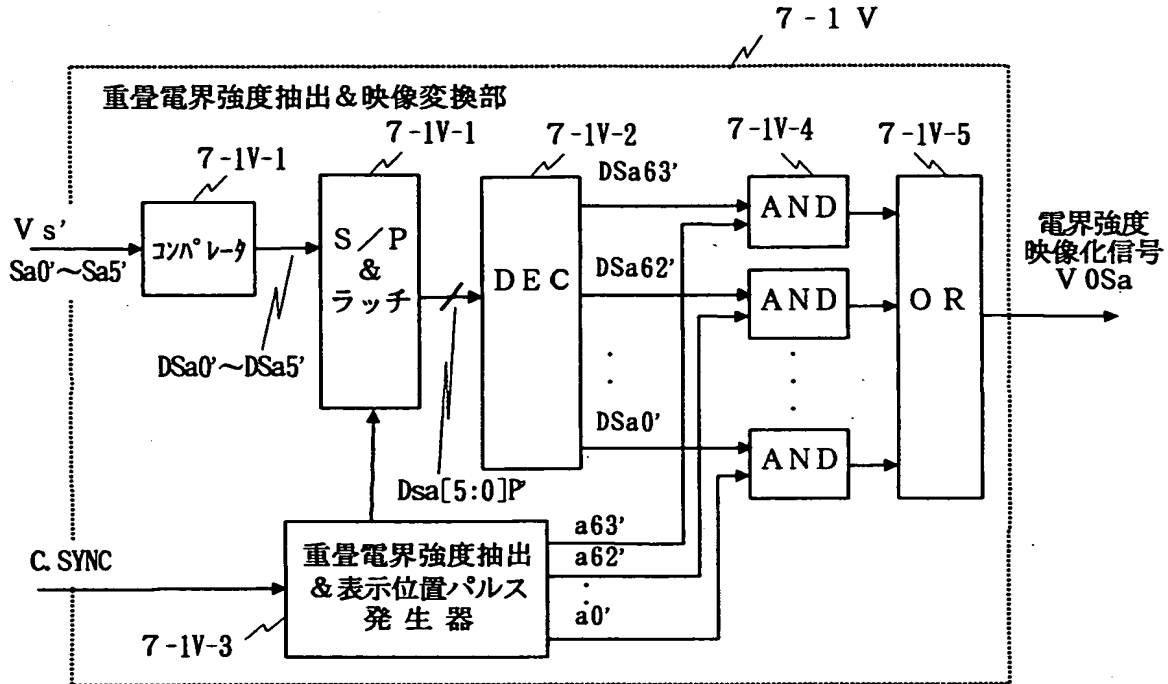 7-1 V
重畳電界強度抽出&映像変換部
7-1V-1
7-1V-1
7-1V-2
7-1V-4
7-1V-5
Vs'
Sa0'～Sa5'
コンパレータ
DSa0'～DSa5'
S／P
&
ラッチ
Dsa[5:0]P'
DEC
DSa63'
DSa62'
DSa0'
AND
AND
AND
OR
電界強度
映像化信号
V0Sa
C.SYNC
重畳電界強度抽出
&表示位置パルス
発生器
7-1V-3
a63'
a62'
a0'